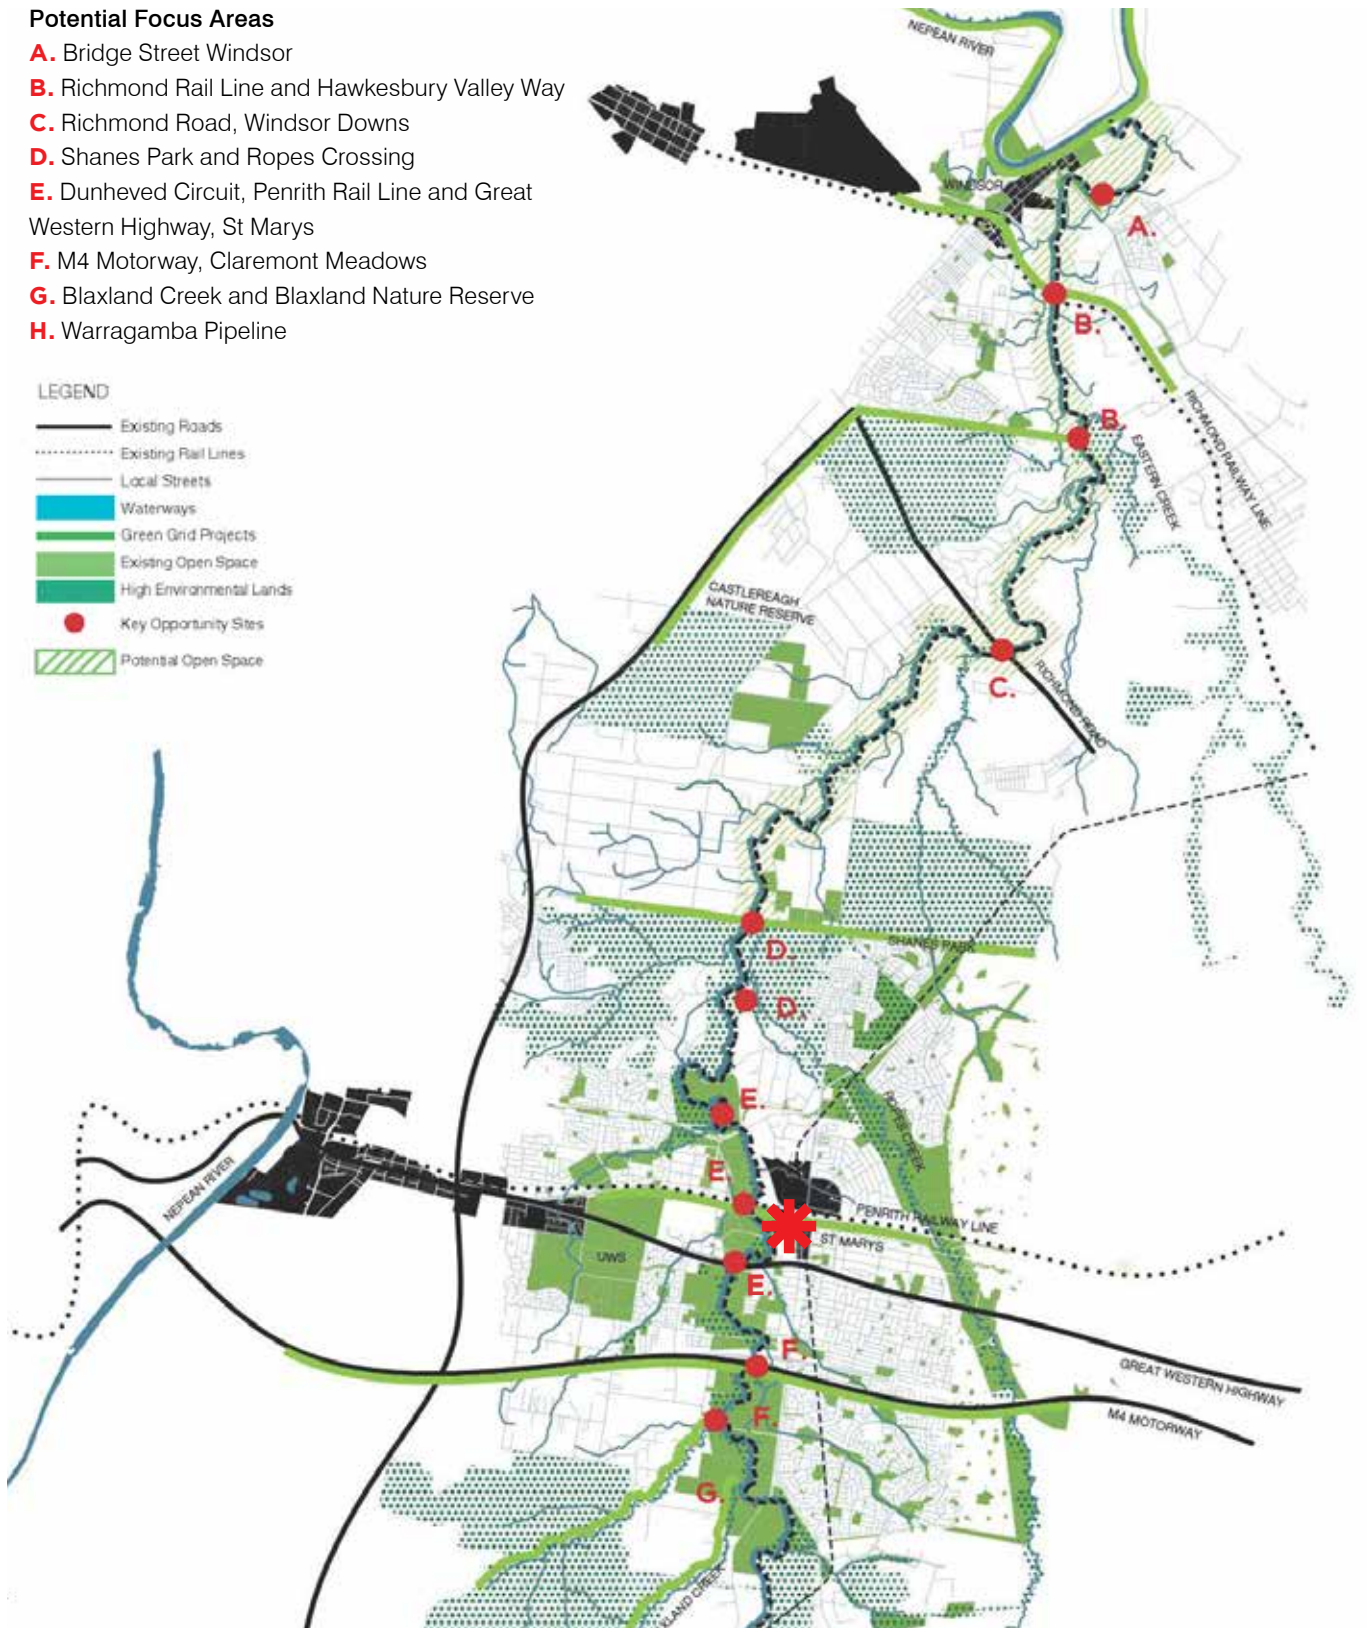 Potential Focus Areas
A. Bridge Street Windsor
B. Richmond Rail Line and Hawkesbury Valley Way
C. Richmond Road, Windsor Downs
D. Shanes Park and Ropes Crossing
E. Dunheved Circuit, Penrith Rail Line and Great
Western Highway, St Marys
F. M4 Motorway, Claremont Meadows
G. Blaxland Creek and Blaxland Nature Reserve
H. Warragamba Pipeline
LEGEND
Existing Roads
Existing Rail Lines
Local Streets
Waterways
Green Grid Projects
Existing Open Space
High Environmental Lands
Key Opportunity Sites
Potential Open Space
NEPEAN RIVER
WINDSOR
A.
B.
B.
RICHMOND RAILWAY LINE
EASTERN CREEK
CASTLEREAGH
NATURE RESERVE
C.
RICHMOND ROAD
SHANES PARK
D.
D.
E.
ROPES CREEK
E.
NEPEAN RIVER
PENRITH RAILWAY LINE
ST MARYS
UWS
E.
F.
GREAT WESTERN HIGHWAY
M4 MOTORWAY
F.
G.
KLAND CREEK